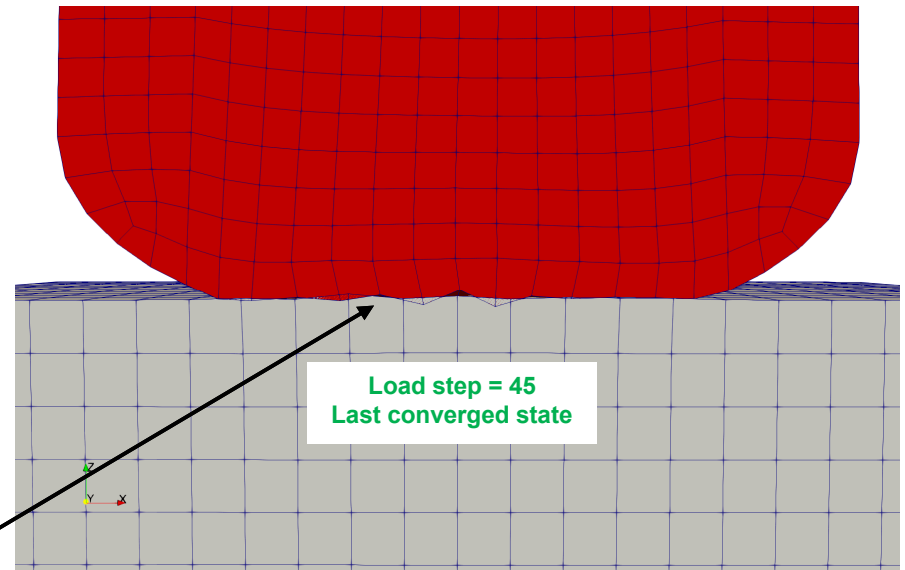 Load step = 45
Last converged state
Z
Y X